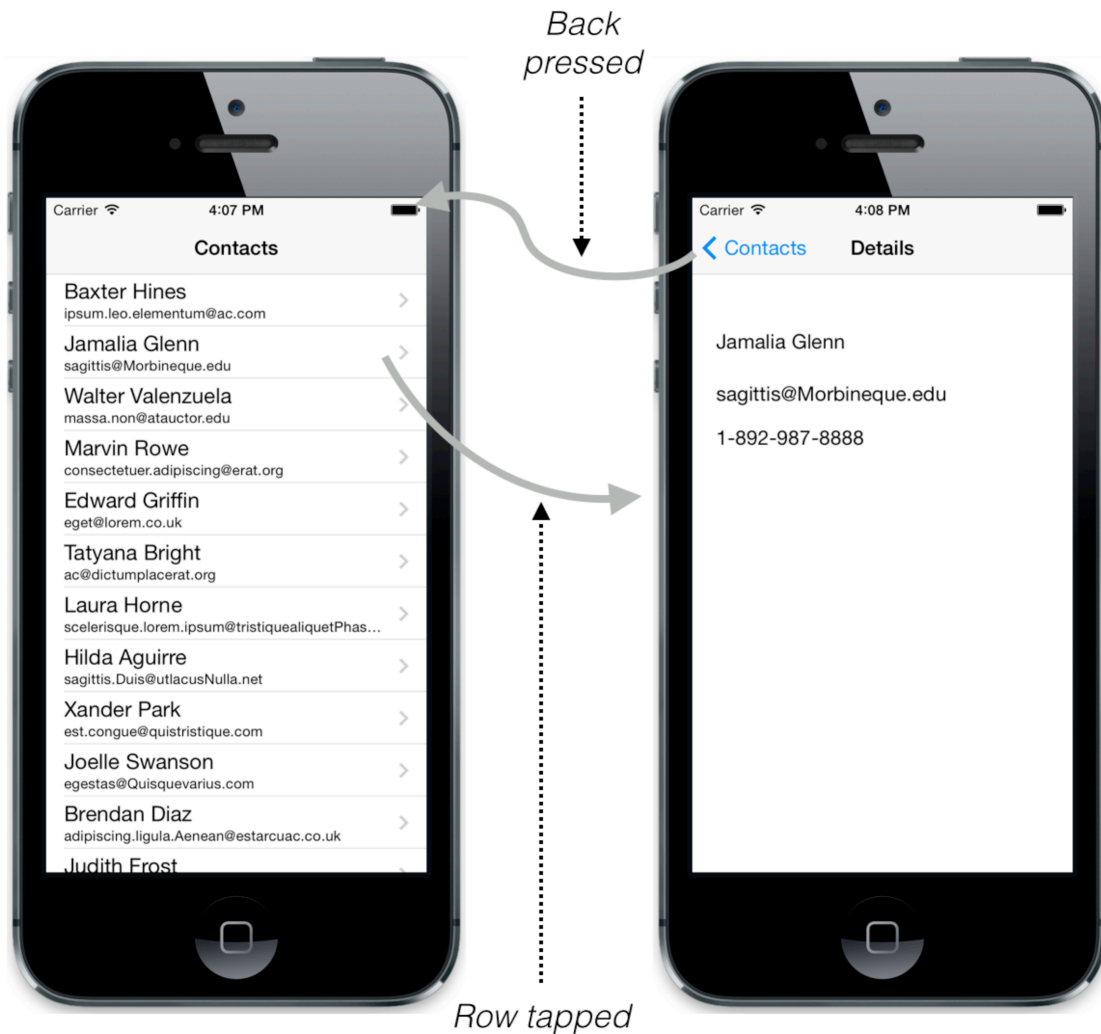 Back
pressed
Carrier 4:07 PM
Contacts
Baxter Hines
ipsum.leo.elementum@ac.com
Jamalia Glenn
sagittis@Morbineque.edu
Walter Valenzuela
massa.non@atauctor.edu
Marvin Rowe
consectetuer.adipiscing@erat.org
Edward Griffin
eget@lorem.co.uk
Tatyana Bright
ac@dictumplacerat.org
Laura Horne
scelerisque.lorem.ipsum@tristiquealiquetPhas...
Hilda Aguirre
sagittis.Duis@utlacusNulla.net
Xander Park
est.congue@quistristique.com
Joelle Swanson
egestas@Quisquevarius.com
Brendan Diaz
adipiscing.ligula.Aenean@estarcuac.co.uk
Judith Frost
Carrier 4:08 PM
Contacts Details
Jamalia Glenn
sagittis@Morbineque.edu
1-892-987-8888
Row tapped